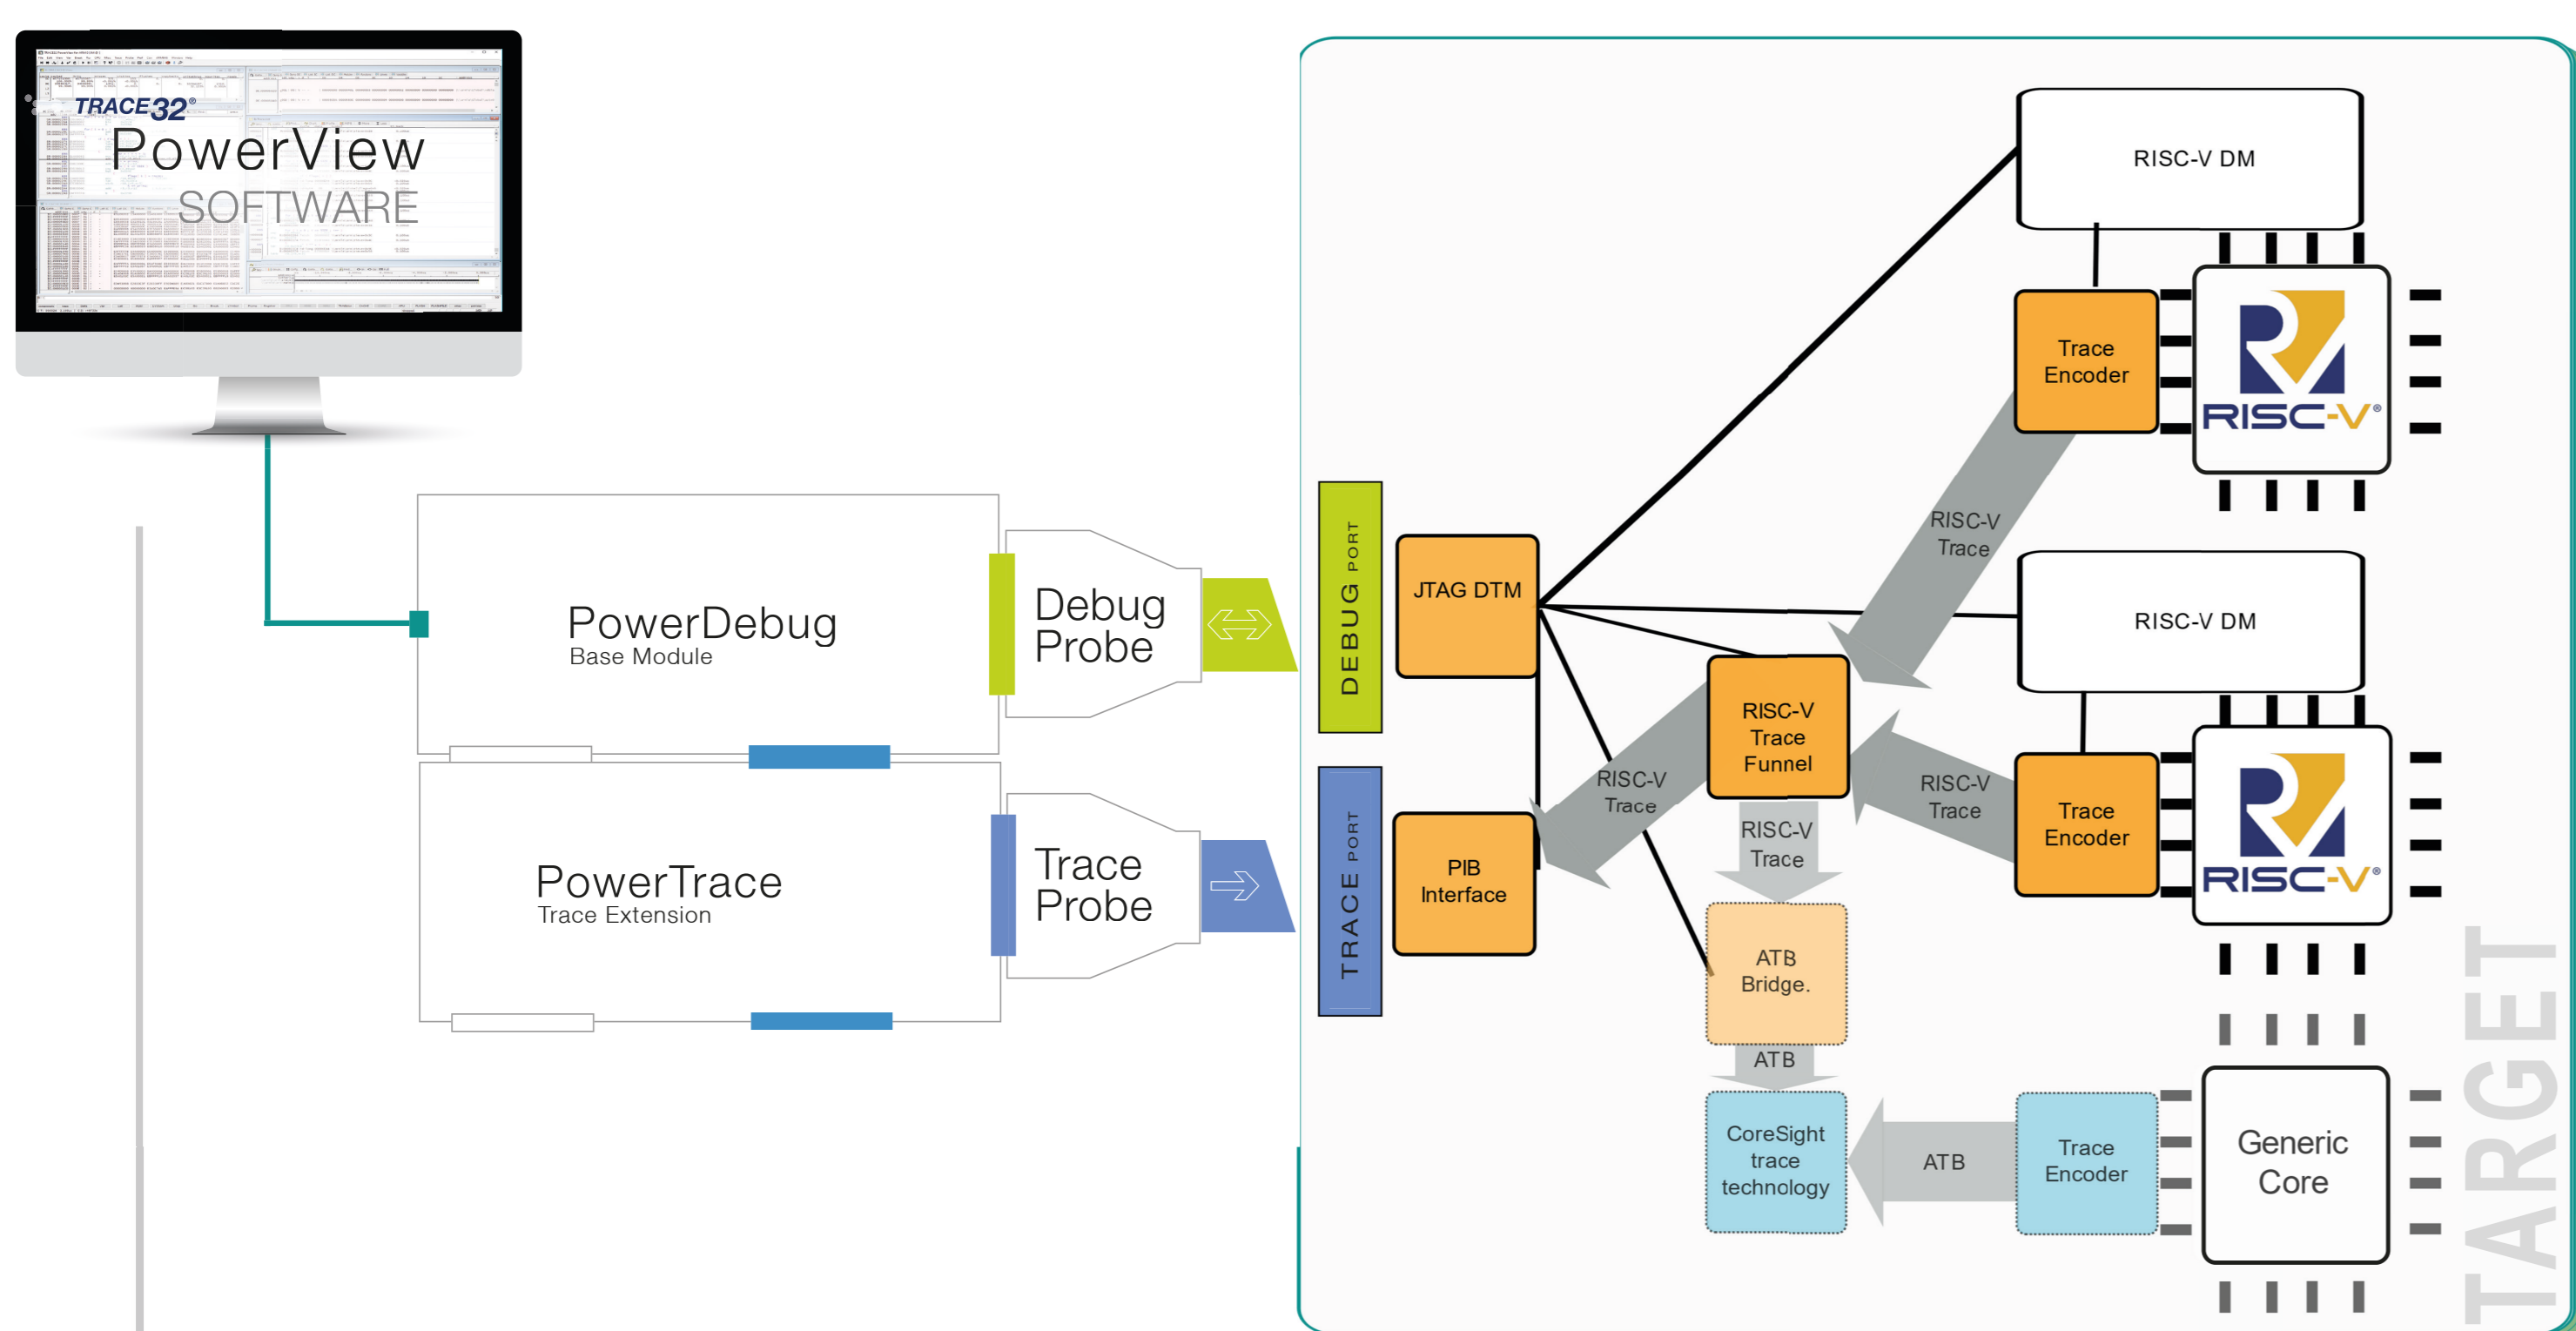 TRACE32®
PowerView
SOFTWARE
PowerDebug
Base Module
Debug
Probe
PowerTrace
Trace Extension
Trace
Probe
DEBUG PORT
TRACE PORT
JTAG DTM
PIB
Interface
RISC-V DM
Trace
Encoder
RISC-V®
RISC-V
Trace
RISC-V DM
RISC-V
Trace
Funnel
RISC-V
Trace
RISC-V
Trace
Trace
Encoder
RISC-V®
RISC-V
Trace
ATB
Bridge.
ATB
CoreSight
trace
technology
ATB
Trace
Encoder
Generic
Core
TARGET